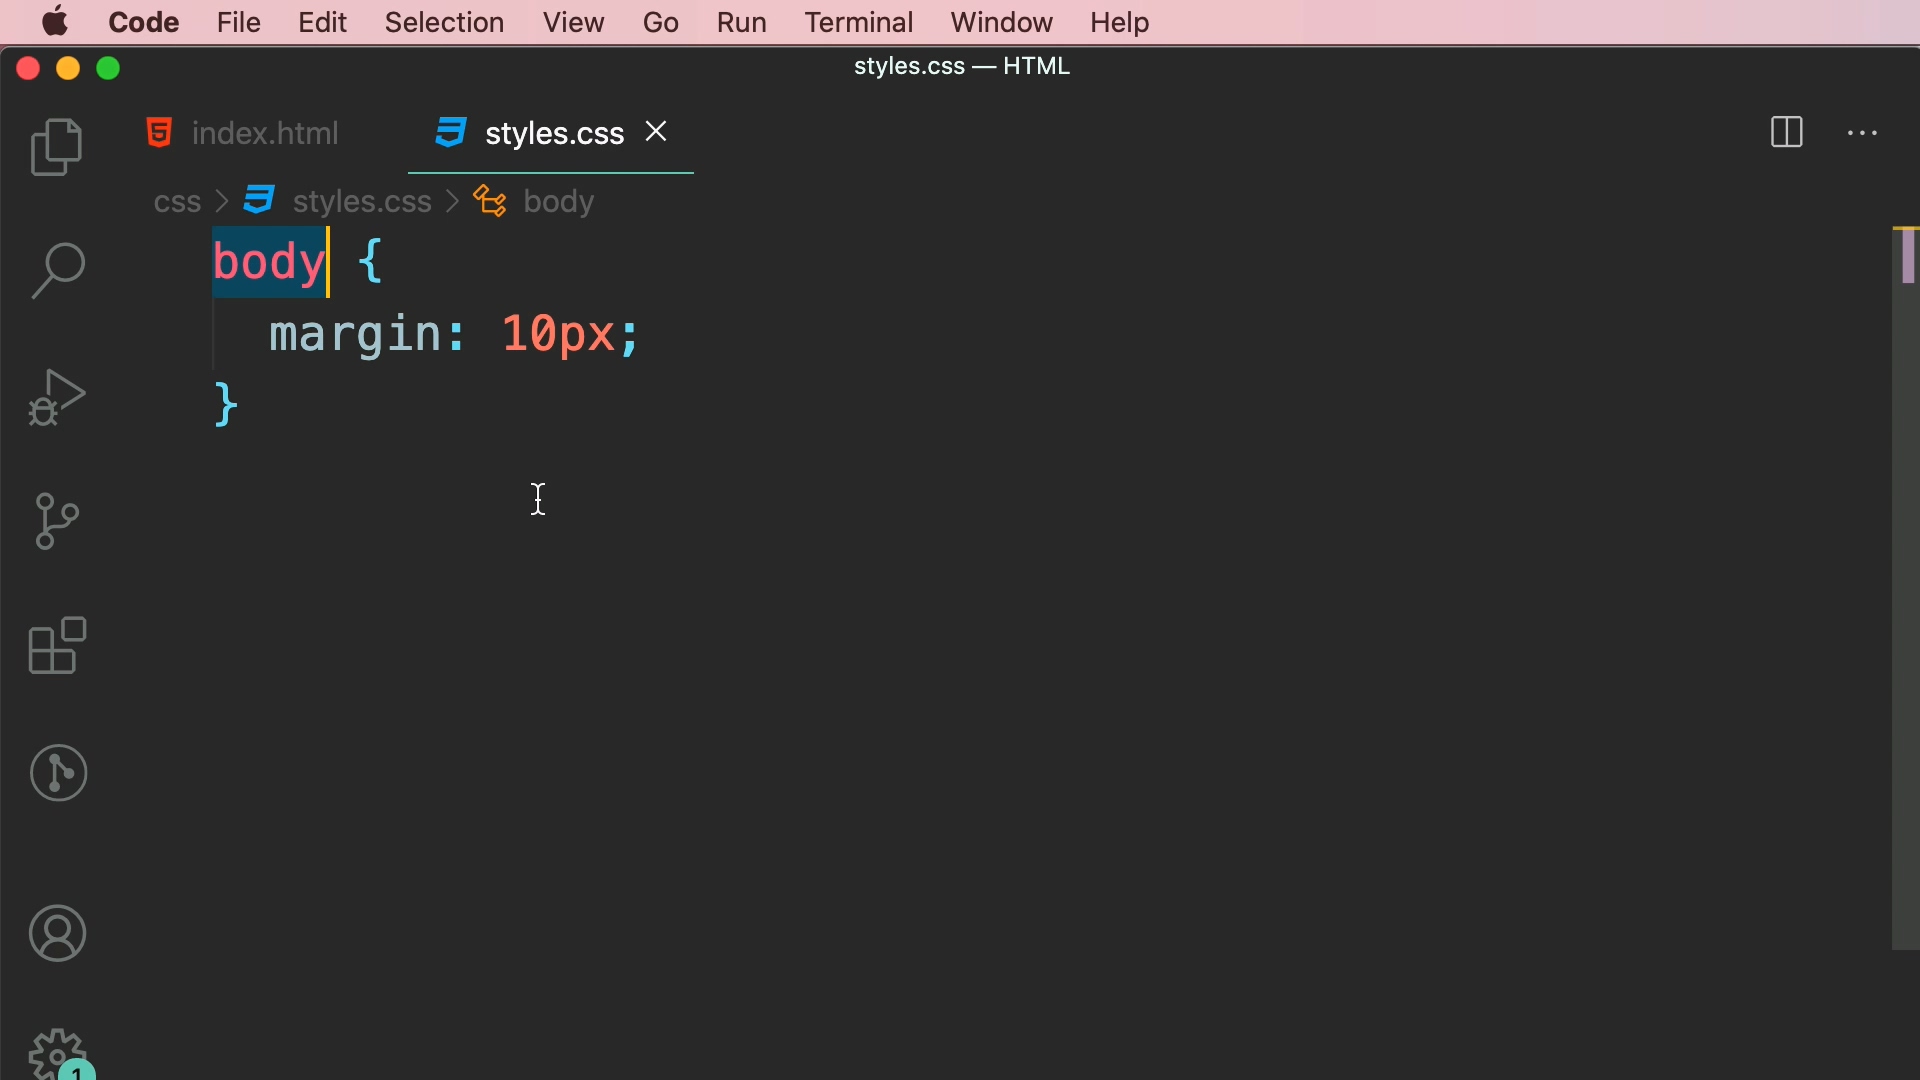 Code File Edit Selection View Go Run Terminal Window Help
styles.css — HTML
index.html styles.css
css > styles.css > body
body {
margin: 10px;
}
1